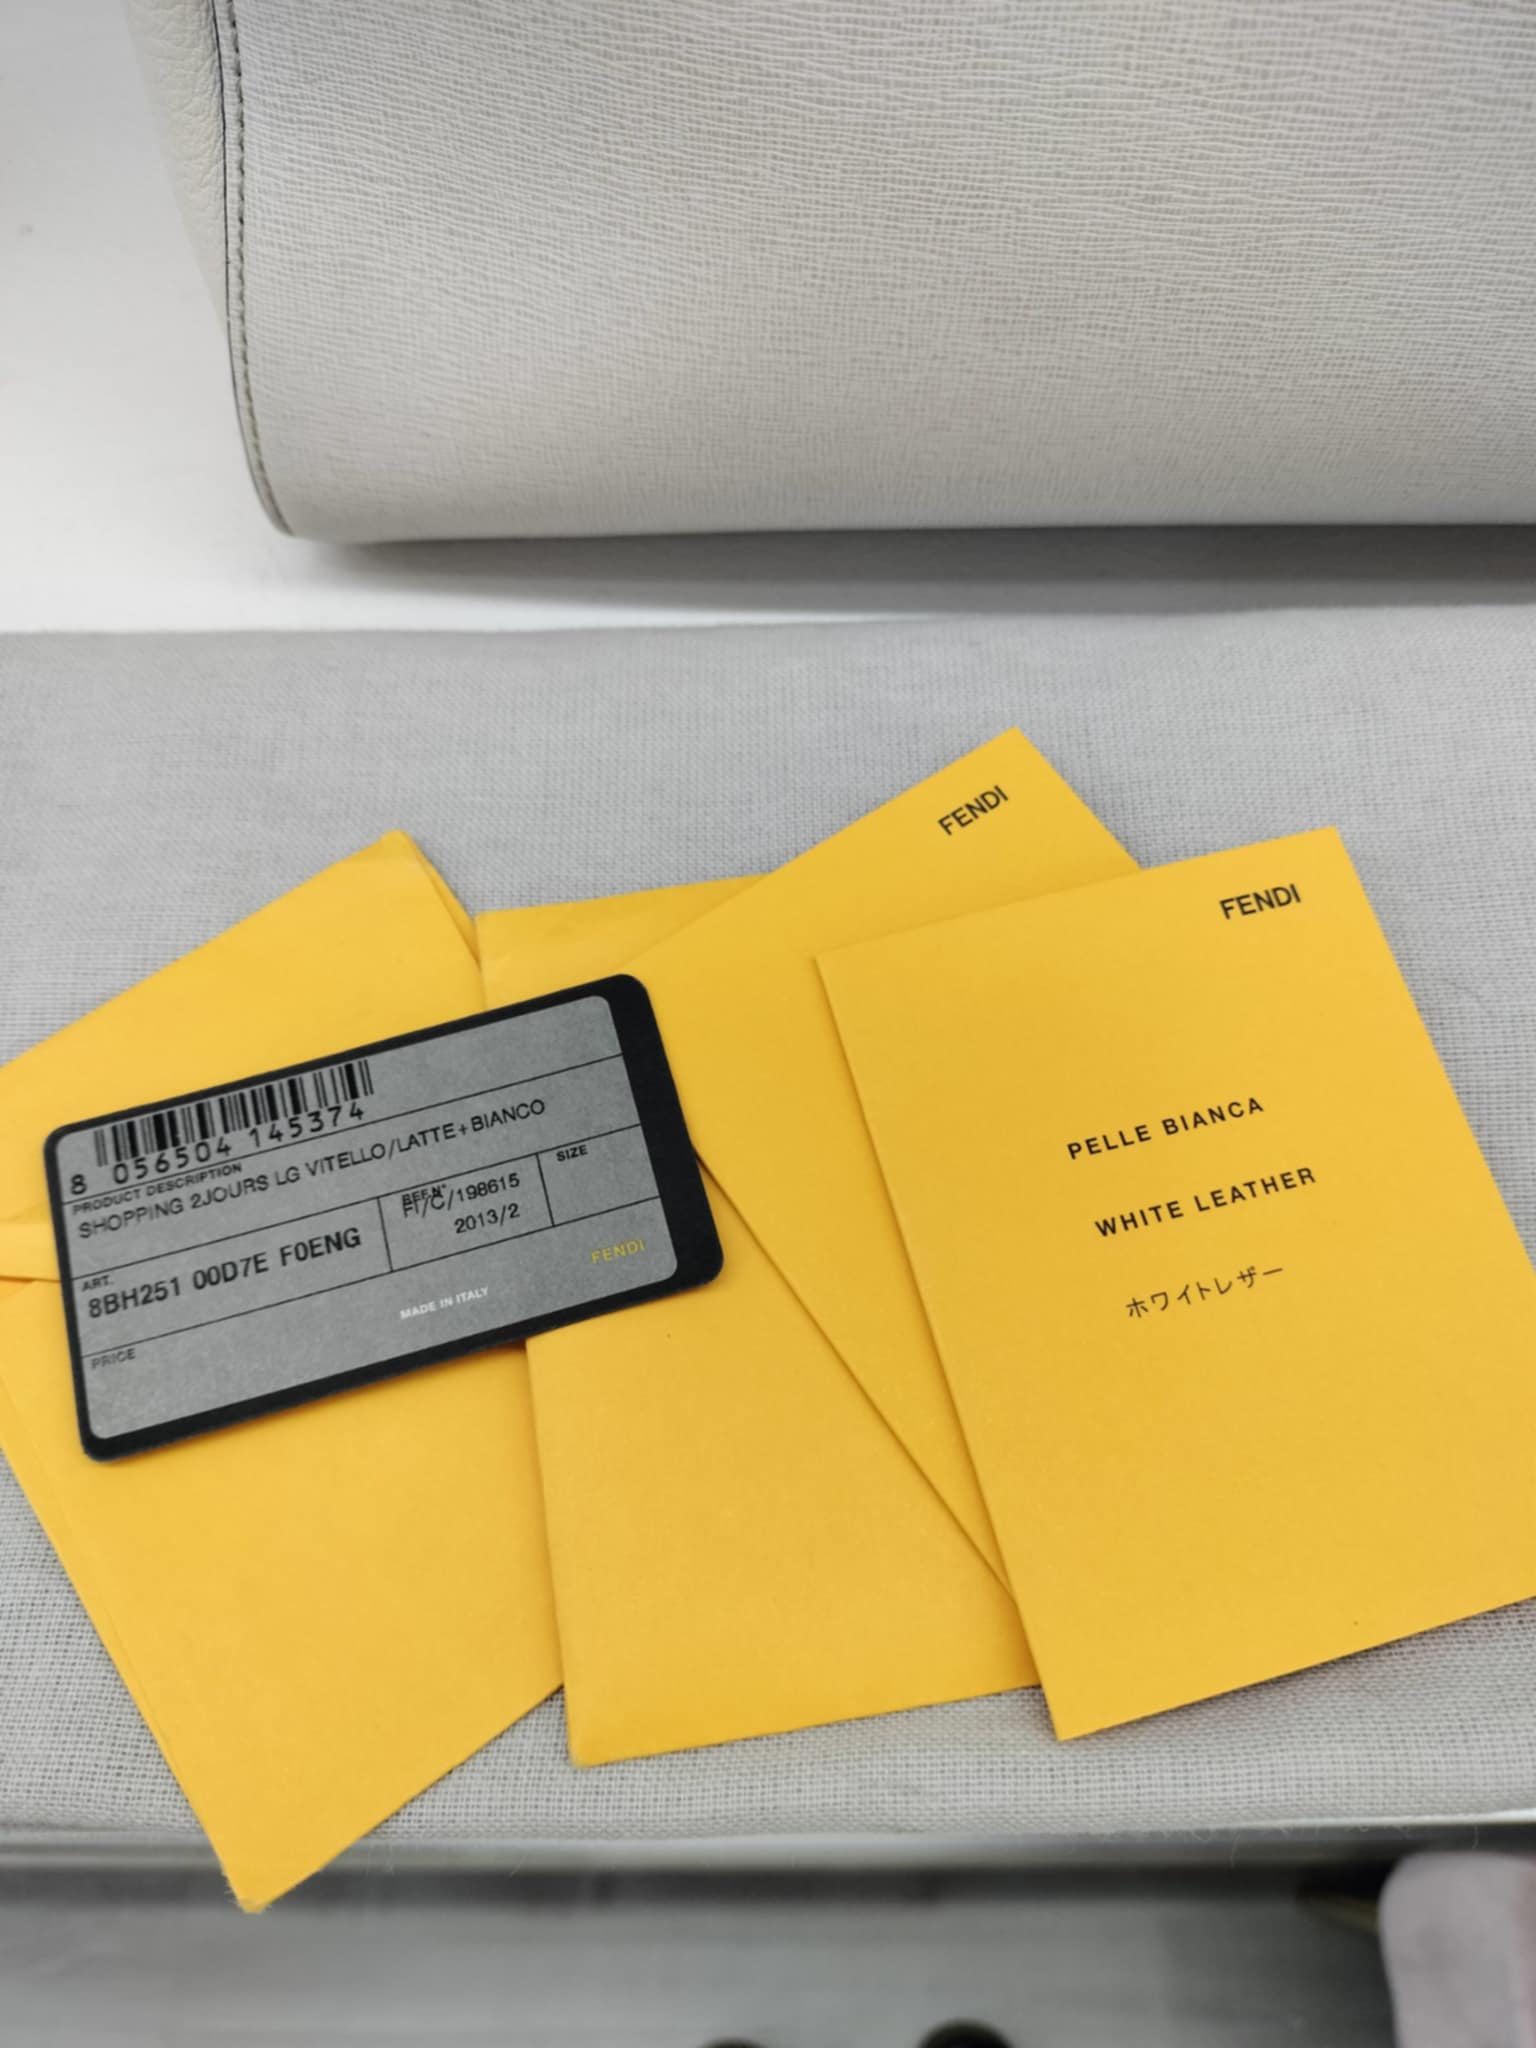 FENDI
FENDI
PELLE BIANCA
WHITE LEATHER
ホワイトレザー
8 056504 145374
PRODUCT DESCRIPTION
SHOPPING 2JOURS LG VITELLO/LATTE+BIANCO
ART.
8BH251 00D7E F0ENG
REF.N°
FI/C/198615
2013/2
SIZE
PRICE
MADE IN ITALY
FENDI